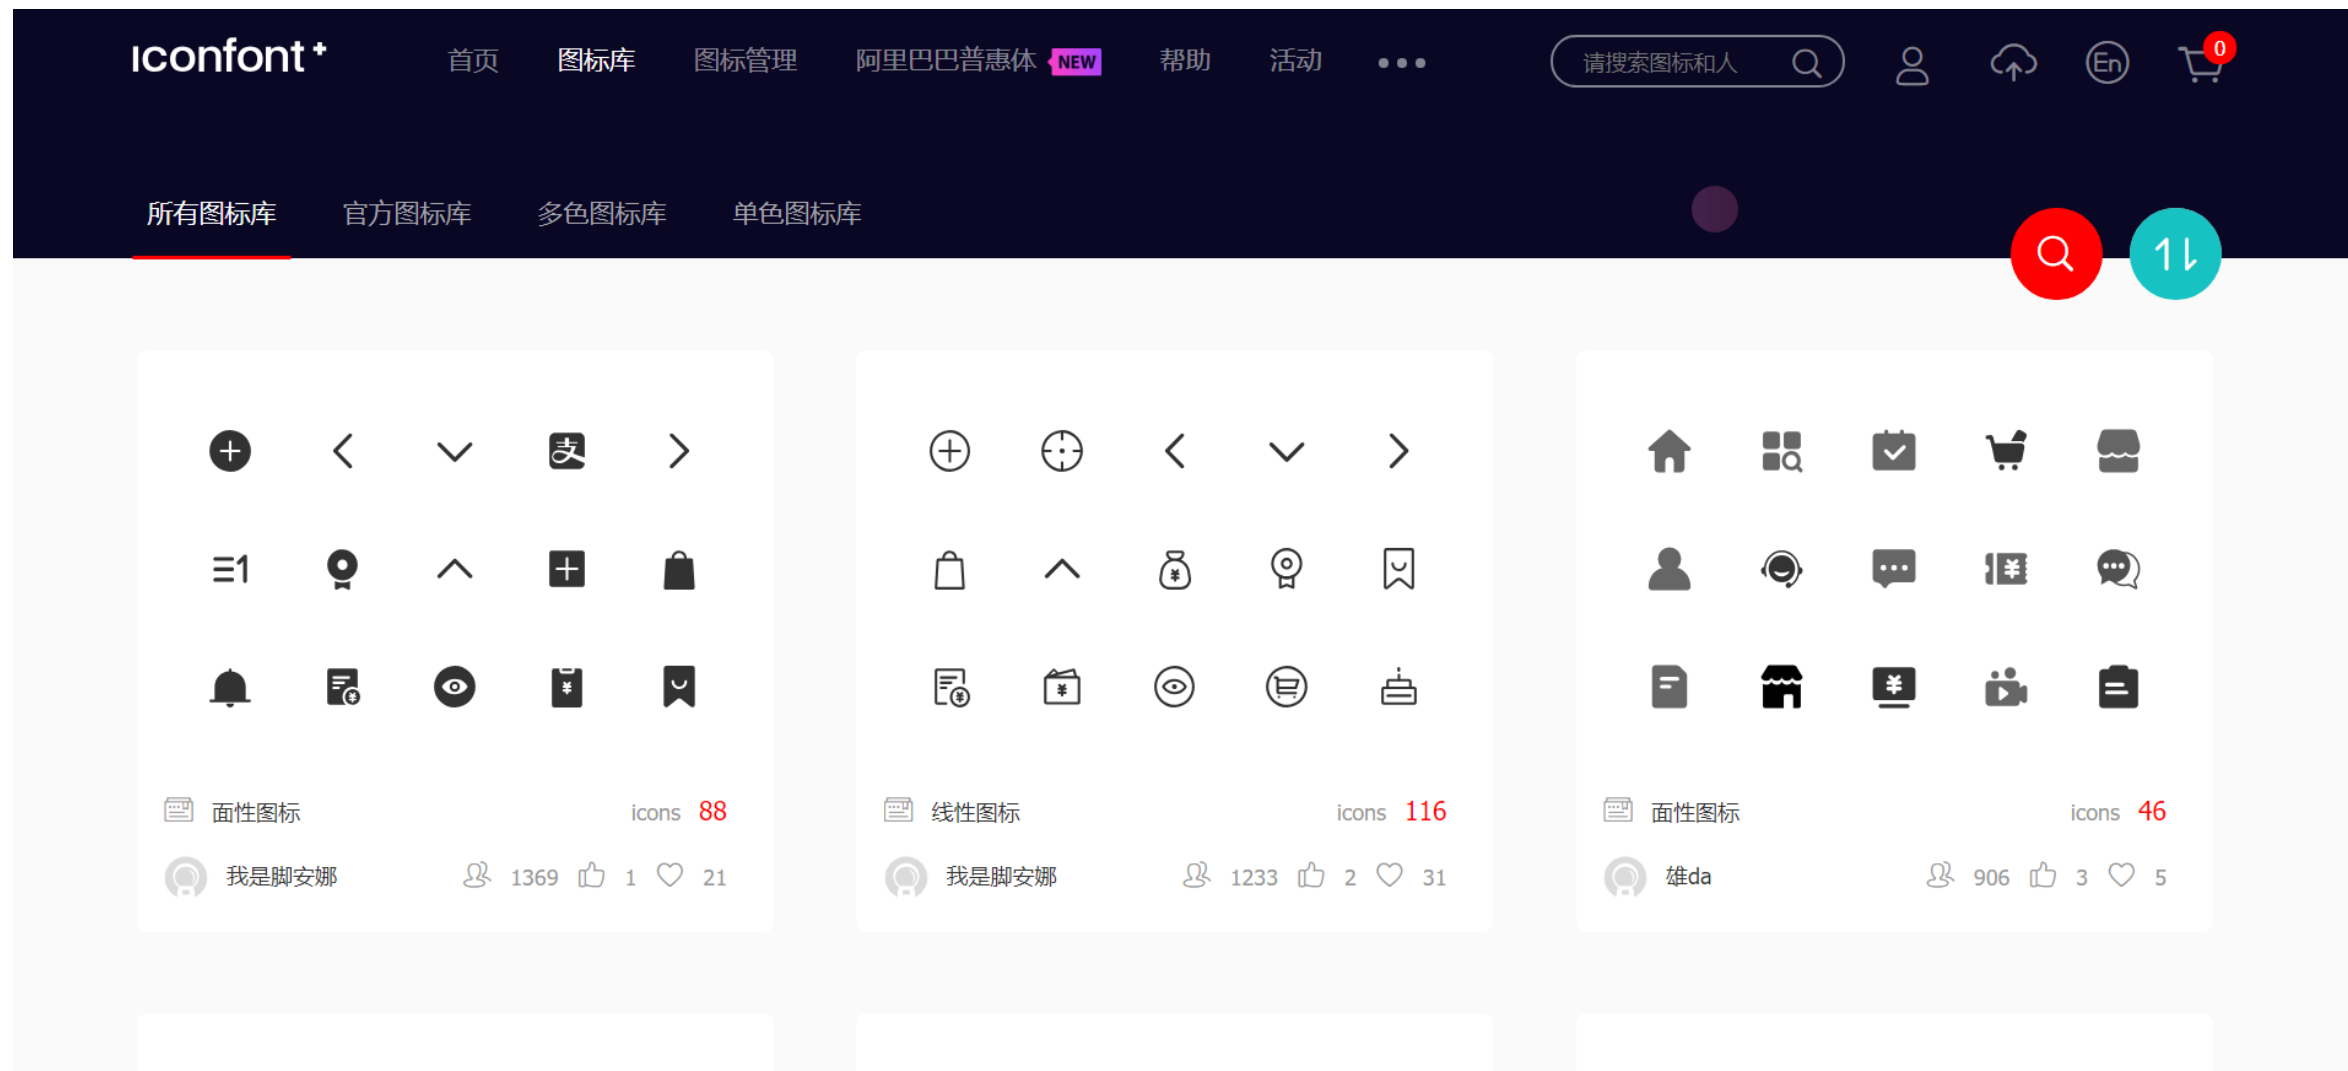 iconfont+ 首页 图标库 图标管理 阿里巴巴普惠体 NEW 帮助 活动 ••• 请搜索图标和人 En 0
所有图标库 官方图标库 多色图标库 单色图标库
支
1
¥
¥
¥ ¥
¥ ¥
¥
面性图标 icons 88
我是脚安娜 1369 1 21
线性图标 icons 116
我是脚安娜 1233 2 31
面性图标 icons 46
雄da 906 3 5